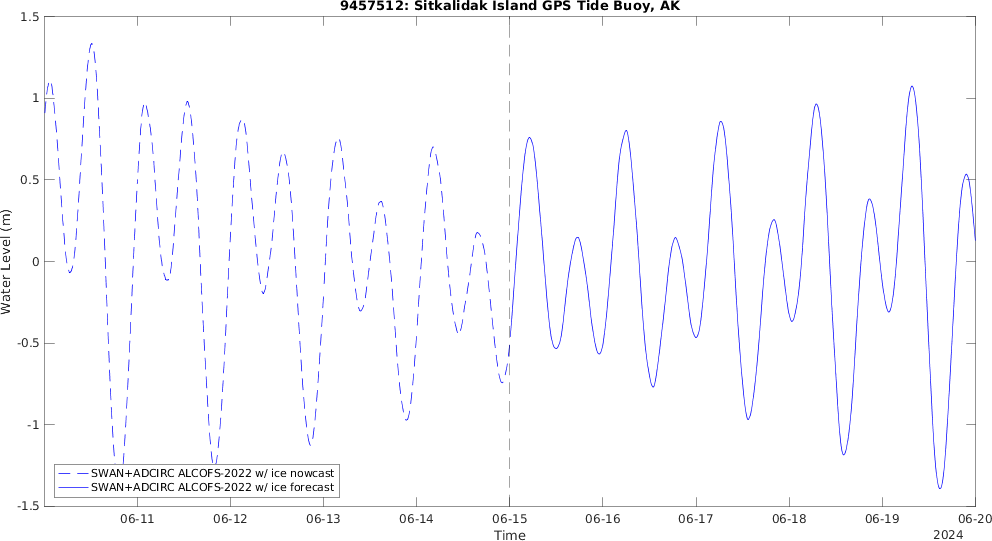 9457512: Sitkalidak Island GPS Tide Buoy, AK
1.5
1
0.5
0
-0.5
-1
-1.5
Water Level (m)
SWAN+ADCIRC ALCOFS-2022 w/ ice nowcast
SWAN+ADCIRC ALCOFS-2022 w/ ice forecast
06-11 06-12 06-13 06-14 06-15 06-16 06-17 06-18 06-19 06-20
Time
2024